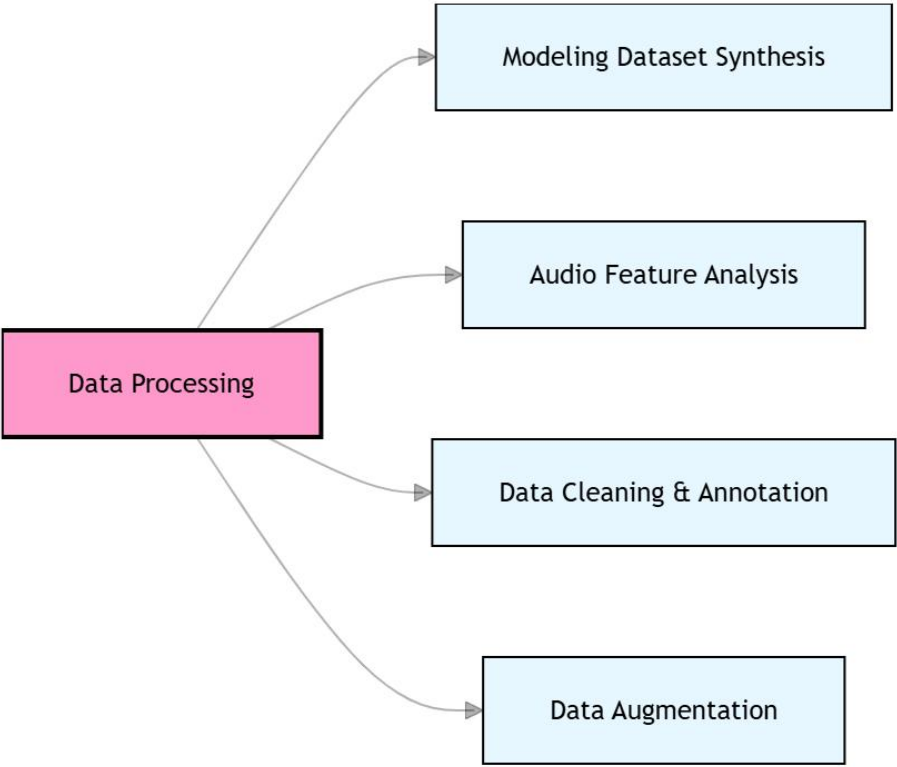 Modeling Dataset Synthesis
Audio Feature Analysis
Data Processing
Data Cleaning & Annotation
Data Augmentation